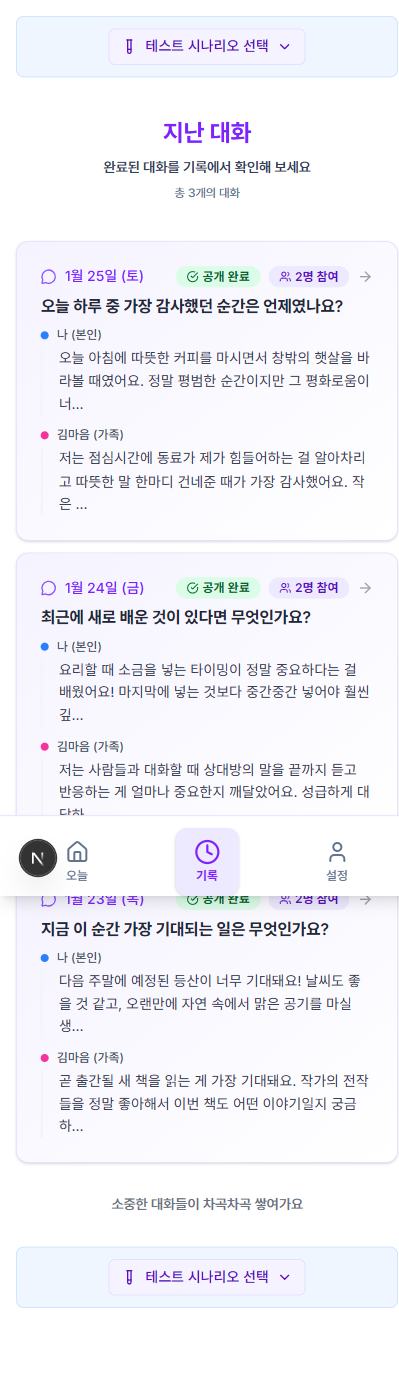 테스트 시나리오 선택
지난 대화
완료된 대화를 기록에서 확인해 보세요
총 3개의 대화
1월 25일 (토) 공개 완료 2명 참여
오늘 하루 중 가장 감사했던 순간은 언제였나요?
나 (본인)
오늘 아침에 따뜻한 커피를 마시면서 창밖의 햇살을 바
라볼 때였어요. 정말 평범한 순간이지만 그 평화로움이
너...
김마음 (가족)
저는 점심시간에 동료가 제가 힘들어하는 걸 알아차리
고 따뜻한 말 한마디 건네준 때가 가장 감사했어요. 작
은 ...
1월 24일 (금) 공개 완료 2명 참여
최근에 새로 배운 것이 있다면 무엇인가요?
나 (본인)
요리할 때 소금을 넣는 타이밍이 정말 중요하다는 걸
배웠어요! 마지막에 넣는 것보다 중간중간 넣어야 훨씬
깊...
김마음 (가족)
저는 사람들과 대화할 때 상대방의 말을 끝까지 듣고
반응하는 게 얼마나 중요한지 깨달았어요. 성급하게 대
답하...
N 오늘 기록 설정
1월 23일 (목) 공개 완료 2명 참여
지금 이 순간 가장 기대되는 일은 무엇인가요?
나 (본인)
다음 주말에 예정된 등산이 너무 기대돼요! 날씨도 좋
을 것 같고, 오랜만에 자연 속에서 맑은 공기를 마실
생...
김마음 (가족)
곧 출간될 새 책을 읽는 게 가장 기대돼요. 작가의 전작
들을 정말 좋아해서 이번 책도 어떤 이야기일지 궁금
하...
소중한 대화들이 차곡차곡 쌓여가요
테스트 시나리오 선택